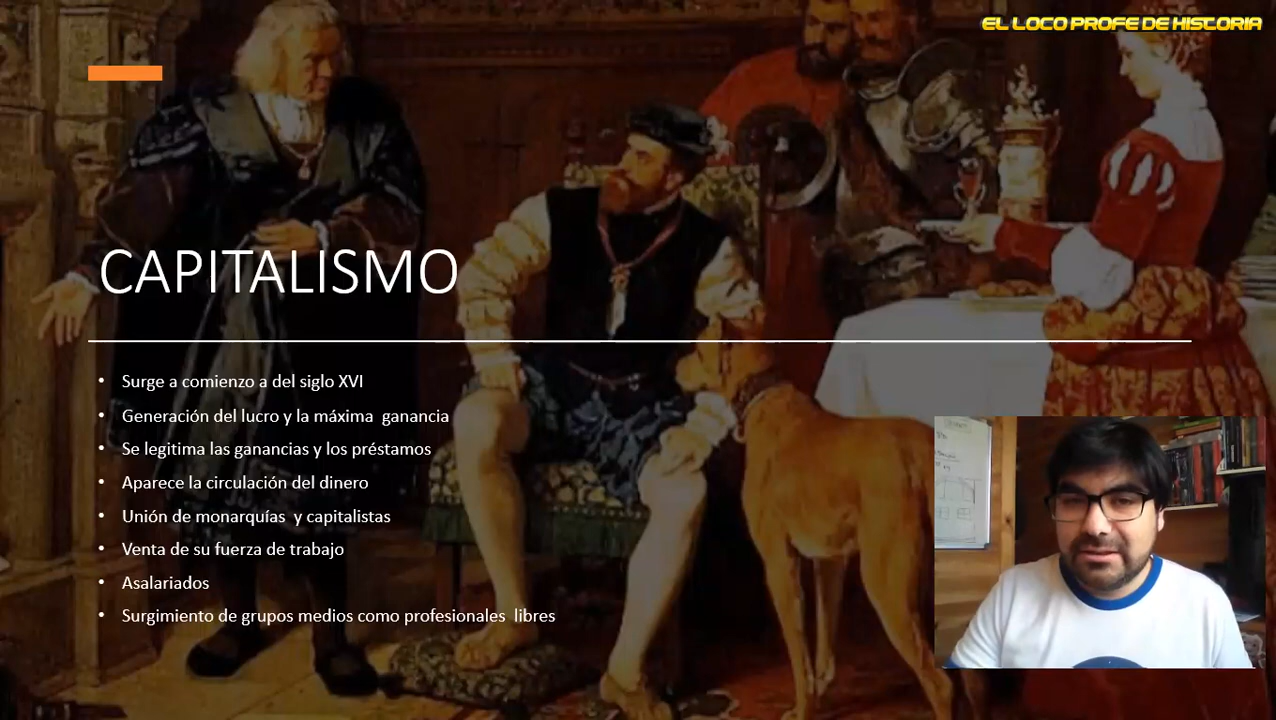 EL LOCO PROFE DE HISTORIA
CAPITALISMO
• Surge a comienzo a del siglo XVI
• Generación del lucro y la máxima ganancia
• Se legitima las ganancias y los préstamos
• Aparece la circulación del dinero
• Unión de monarquías y capitalistas
• Venta de su fuerza de trabajo
• Asalariados
• Surgimiento de grupos medios como profesionales libres